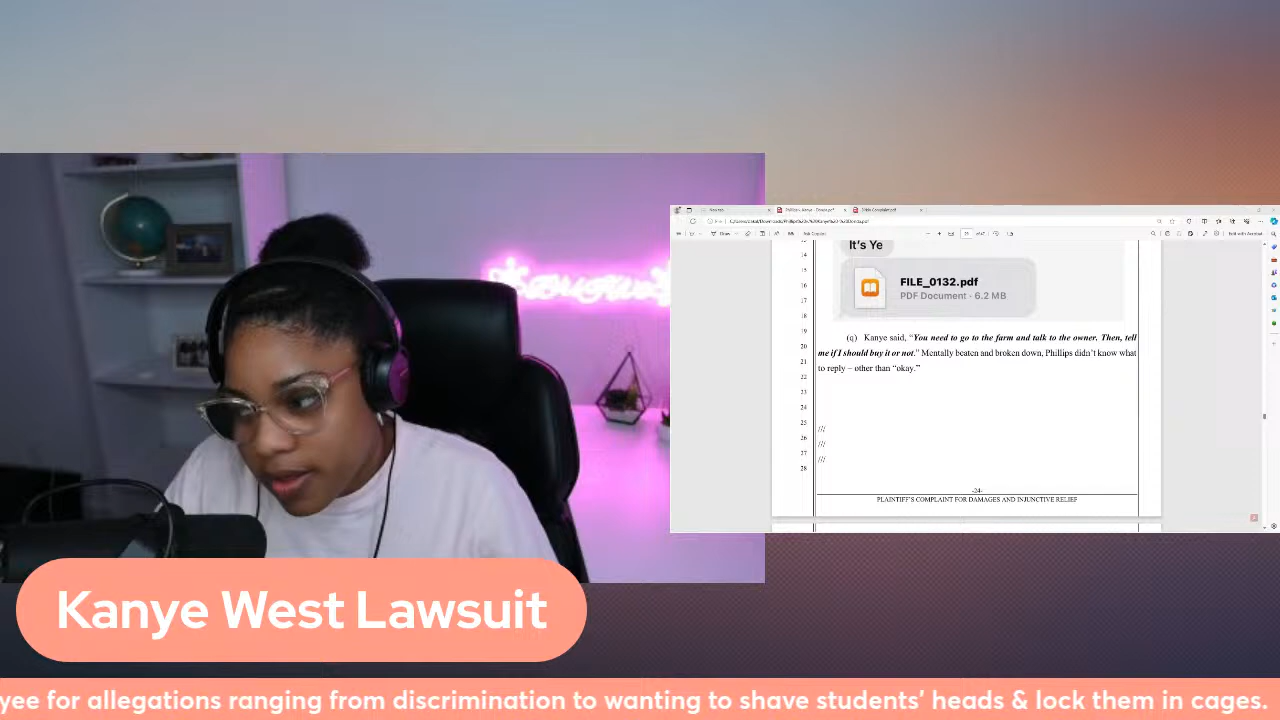 It's Ye
14
15
16
17
18
19
20
21
22
23
24
25
26
27
28
FILE_0132.pdf
PDF Document · 6.2 MB
(q) Kanye said, "You need to go to the farm and talk to the owner. Then, tell
me if I should buy it or not." Mentally beaten and broken down, Phillips didn't know what
to reply – other than "okay."
///
///
///
-24-
PLAINTIFF'S COMPLAINT FOR DAMAGES AND INJUNCTIVE RELIEF
Kanye West Lawsuit
yee for allegations ranging from discrimination to wanting to shave students' heads & lock them in cages.